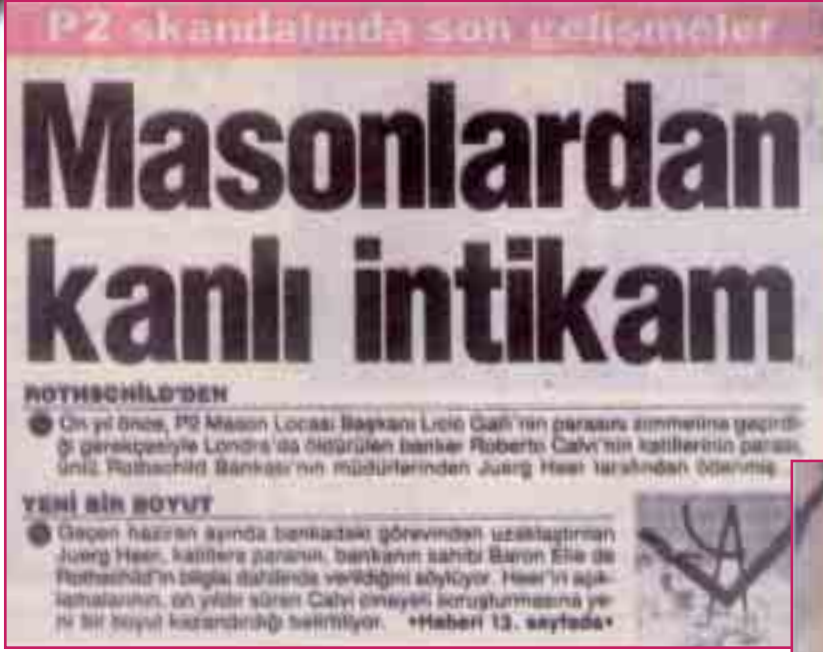 P2 skandalında son gelişmeler
Masonlardan
kanlı intikam
ROTHSCHİLD'DEN
On yıl önce, P2 Mason Locası Başkanı Licio Galli'nin parasını zimmetine geçirdi-
ği gerekçesiyle Londra'da öldürülen banker Roberto Calvi'nin katillerinin parası,
ünlü Rothschild Bankası'nın müdürlerinden Juerg Heer tarafından ödenmiş
YENİ BİR BOYUT
Geçen haziran ayında bankadaki görevinden uzaklaştırılan
Juerg Heer, katillere paranın, bankanın sahibi Baron Elie de
Rothschild'in bilgisi dahilinde verildiğini söylüyor. Heer'in açık-
lamalarının, on yıldır süren Calvi cinayeti soruşturmasına ye-
ni bir boyut kazandırdığı belirtiliyor. •Haberi 13. sayfada•